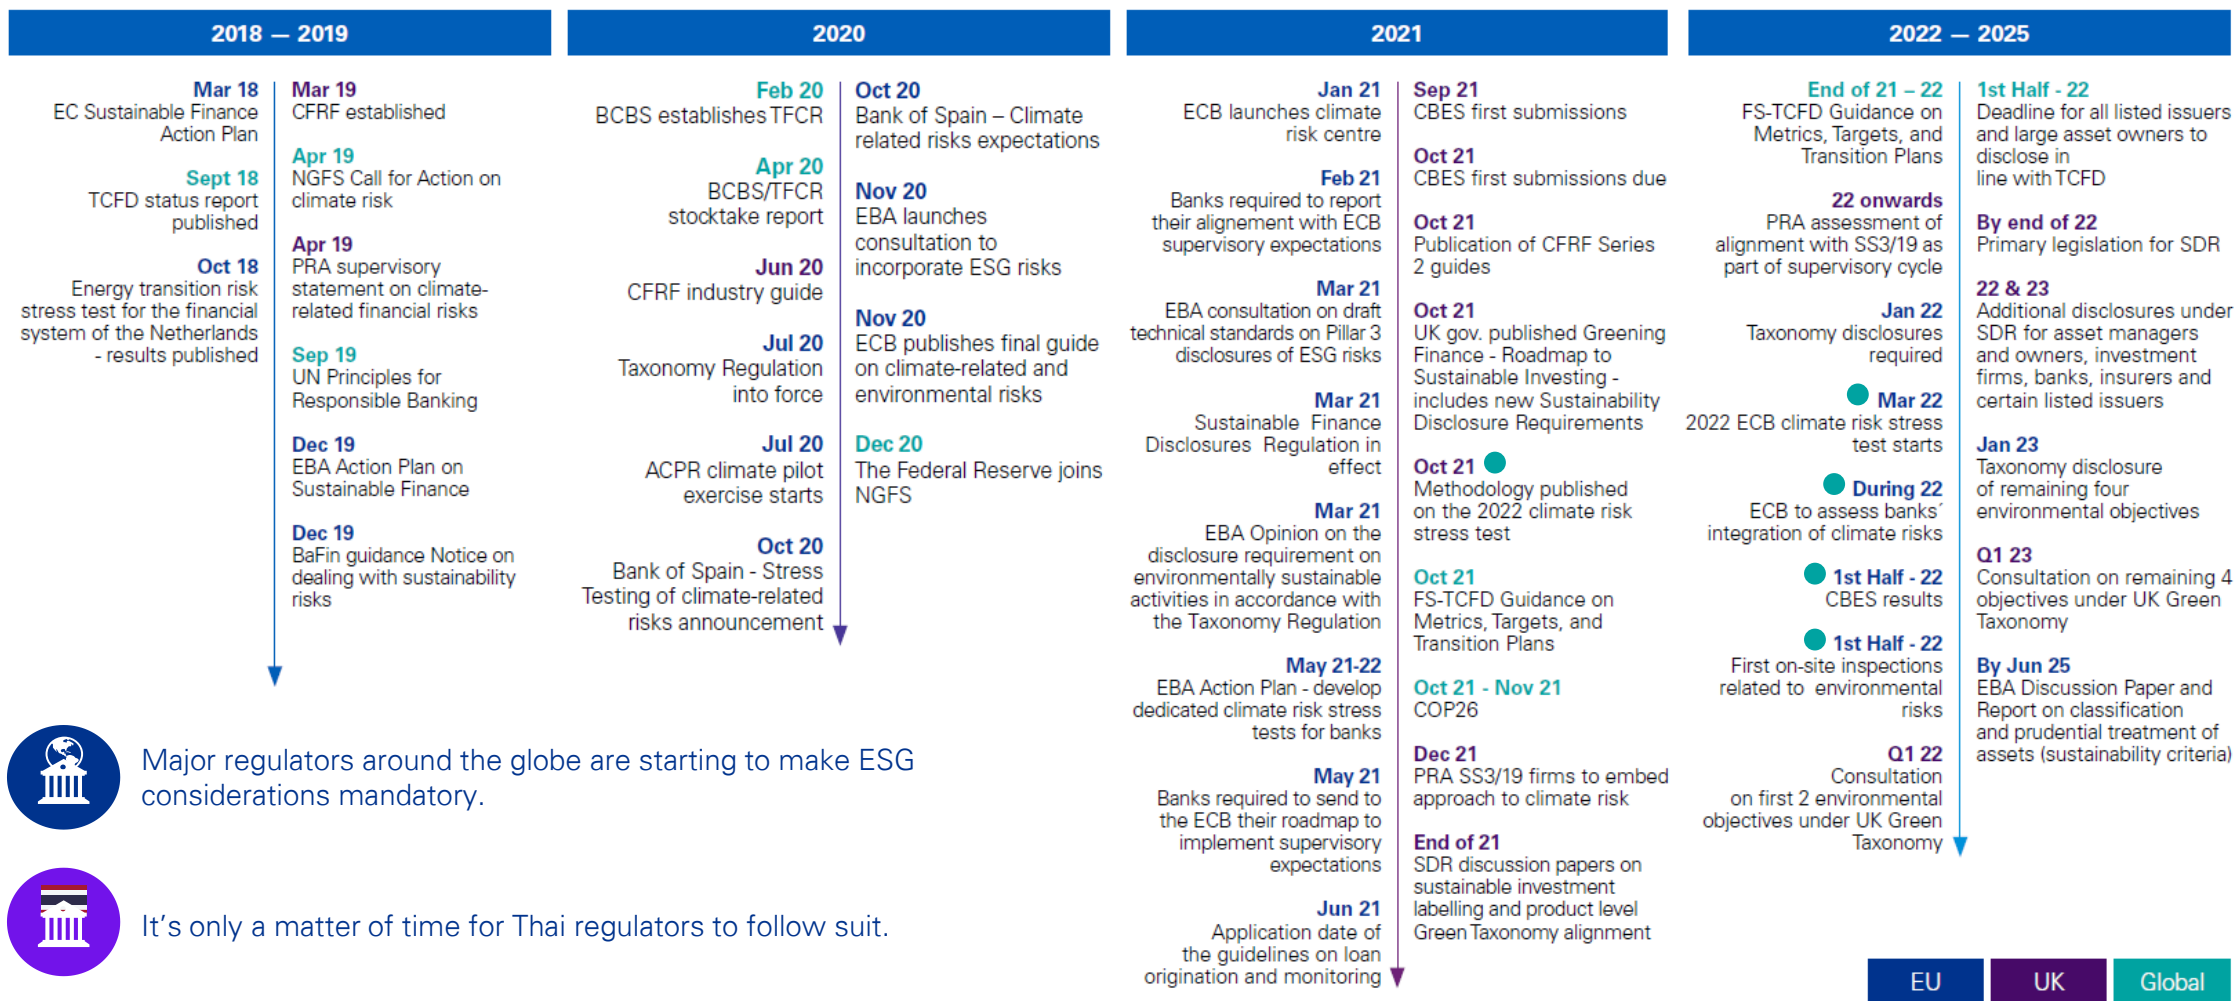 2018 — 2019
Mar 18
EC Sustainable Finance
Action Plan
Sept 18
TCFD status report
published
Oct 18
Energy transition risk
stress test for the financial
system of the Netherlands
- results published
Mar 19
CFRF established
Apr 19
NGFS Call for Action on
climate risk
Apr 19
PRA supervisory
statement on climate-
related financial risks
Sep 19
UN Principles for
Responsible Banking
Dec 19
EBA Action Plan on
Sustainable Finance
Dec 19
BaFin guidance Notice on
dealing with sustainability
risks
2020
Feb 20
BCBS establishes TFCR
Apr 20
BCBS/TFCR
stocktake report
Jun 20
CFRF industry guide
Jul 20
Taxonomy Regulation
into force
Jul 20
ACPR climate pilot
exercise starts
Oct 20
Bank of Spain - Stress
Testing of climate-related
risks announcement
Oct 20
Bank of Spain – Climate
related risks expectations
Nov 20
EBA launches
consultation to
incorporate ESG risks
Nov 20
ECB publishes final guide
on climate-related and
environmental risks
Dec 20
The Federal Reserve joins
NGFS
2021
Jan 21
ECB launches climate
risk centre
Feb 21
Banks required to report
their alignement with ECB
supervisory expectations
Mar 21
EBA consultation on draft
technical standards on Pillar 3
disclosures of ESG risks
Mar 21
Sustainable Finance
Disclosures Regulation in
effect
Mar 21
EBA Opinion on the
disclosure requirement on
environmentally sustainable
activities in accordance with
the Taxonomy Regulation
May 21-22
EBA Action Plan - develop
dedicated climate risk stress
tests for banks
May 21
Banks required to send to
the ECB their roadmap to
implement supervisory
expectations
Jun 21
Application date of
the guidelines on loan
origination and monitoring
Sep 21
CBES first submissions
Oct 21
CBES first submissions due
Oct 21
Publication of CFRF Series
2 guides
Oct 21
UK gov. published Greening
Finance - Roadmap to
Sustainable Investing -
includes new Sustainability
Disclosure Requirements
Oct 21
Methodology published
on the 2022 climate risk
stress test
Oct 21
FS-TCFD Guidance on
Metrics, Targets, and
Transition Plans
Oct 21 - Nov 21
COP26
Dec 21
PRA SS3/19 firms to embed
approach to climate risk
End of 21
SDR discussion papers on
sustainable investment
labelling and product level
Green Taxonomy alignment
2022 — 2025
End of 21 – 22
FS-TCFD Guidance on
Metrics, Targets, and
Transition Plans
22 onwards
PRA assessment of
alignment with SS3/19 as
part of supervisory cycle
Jan 22
Taxonomy disclosures
required
Mar 22
2022 ECB climate risk stress
test starts
During 22
ECB to assess banks´
integration of climate risks
1st Half - 22
CBES results
1st Half - 22
First on-site inspections
related to environmental
risks
Q1 22
Consultation
on first 2 environmental
objectives under UK Green
Taxonomy
1st Half - 22
Deadline for all listed issuers
and large asset owners to
disclose in
line with TCFD
By end of 22
Primary legislation for SDR
22 & 23
Additional disclosures under
SDR for asset managers
and owners, investment
firms, banks, insurers and
certain listed issuers
Jan 23
Taxonomy disclosure
of remaining four
environmental objectives
Q1 23
Consultation on remaining 4
objectives under UK Green
Taxonomy
By Jun 25
EBA Discussion Paper and
Report on classification
and prudential treatment of
assets (sustainability criteria)
Major regulators around the globe are starting to make ESG
considerations mandatory.
It's only a matter of time for Thai regulators to follow suit.
EU
UK
Global